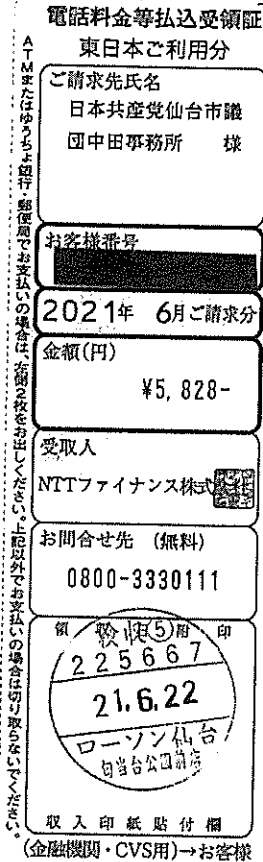 電話料金等払込受領証
東日本ご利用分
ご請求先氏名
日本共産党仙台市議
団中田事務所 様
お客様番号
2021年 6月ご請求分
金額(円)
¥5,828-
受取人
NTTファイナンス株式
お問合せ先 (無料)
0800-3330111
領 収 日 附 印
225667
21.6.22
ローソン仙台
勾当台公園前店
収入印紙貼付欄
(金融機関・CVS用)→お客様
ATMまたはゆうちょ銀行・郵便局でお支払いの場合は、左側2枚をお出しください。上記以外でお支払いの場合は切り取らないでください。